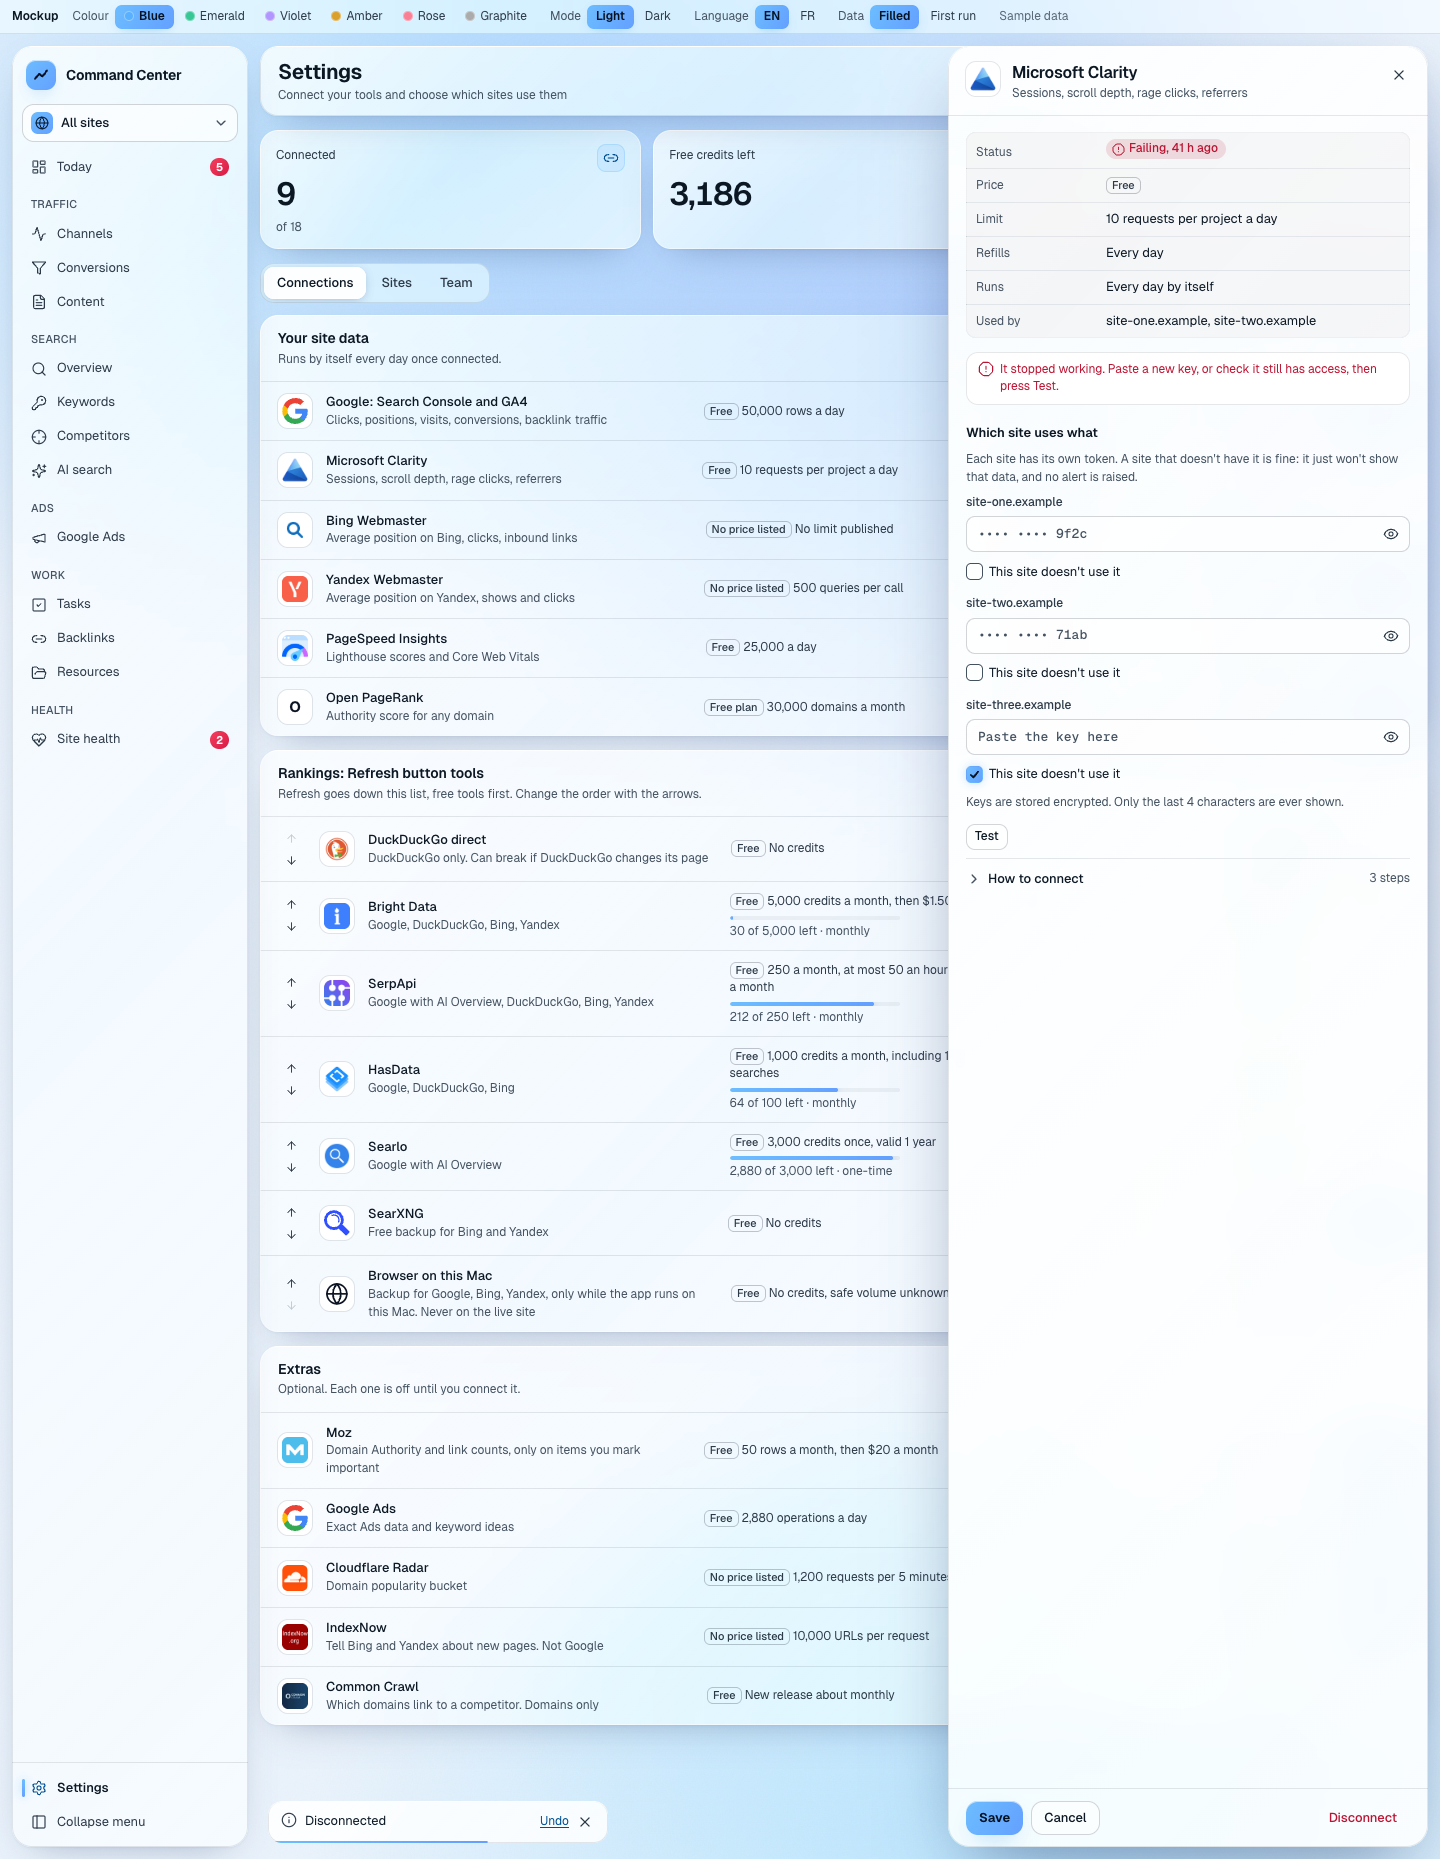 Mockup Colour Blue Emerald Violet Amber Rose Graphite Mode Light Dark Language EN FR Data Filled First run Sample data
Command Center
All sites
Today 5
TRAFFIC
Channels
Conversions
Content
SEARCH
Overview
Keywords
Competitors
AI search
ADS
Google Ads
WORK
Tasks
Backlinks
Resources
HEALTH
Site health 2
Settings
Collapse menu
Settings
Connect your tools and choose which sites use them
Connected
9
of 18
Free credits left
3,186
Connections Sites Team
Your site data
Runs by itself every day once connected.
Google: Search Console and GA4
Clicks, positions, visits, conversions, backlink traffic
Free 50,000 rows a day
Microsoft Clarity
Sessions, scroll depth, rage clicks, referrers
Free 10 requests per project a day
Bing Webmaster
Average position on Bing, clicks, inbound links
No price listed No limit published
Yandex Webmaster
Average position on Yandex, shows and clicks
No price listed 500 queries per call
PageSpeed Insights
Lighthouse scores and Core Web Vitals
Free 25,000 a day
O
Open PageRank
Authority score for any domain
Free plan 30,000 domains a month
Rankings: Refresh button tools
Refresh goes down this list, free tools first. Change the order with the arrows.
DuckDuckGo direct
DuckDuckGo only. Can break if DuckDuckGo changes its page
Free No credits
Bright Data
Google, DuckDuckGo, Bing, Yandex
Free 5,000 credits a month, then $1.50
30 of 5,000 left · monthly
SerpApi
Google with AI Overview, DuckDuckGo, Bing, Yandex
Free 250 a month, at most 50 an hour
a month
212 of 250 left · monthly
HasData
Google, DuckDuckGo, Bing
Free 1,000 credits a month, including 1
searches
64 of 100 left · monthly
Searlo
Google with AI Overview
Free 3,000 credits once, valid 1 year
2,880 of 3,000 left · one-time
SearXNG
Free backup for Bing and Yandex
Free No credits
Browser on this Mac
Backup for Google, Bing, Yandex, only while the app runs on
this Mac. Never on the live site
Free No credits, safe volume unknown
Extras
Optional. Each one is off until you connect it.
Moz
Domain Authority and link counts, only on items you mark
important
Free 50 rows a month, then $20 a month
Google Ads
Exact Ads data and keyword ideas
Free 2,880 operations a day
Cloudflare Radar
Domain popularity bucket
No price listed 1,200 requests per 5 minutes
IndexNow
.org
IndexNow
Tell Bing and Yandex about new pages. Not Google
No price listed 10,000 URLs per request
Common Crawl
Which domains link to a competitor. Domains only
Free New release about monthly
Disconnected Undo
Microsoft Clarity
Sessions, scroll depth, rage clicks, referrers
Status Failing, 41 h ago
Price Free
Limit 10 requests per project a day
Refills Every day
Runs Every day by itself
Used by site-one.example, site-two.example
It stopped working. Paste a new key, or check it still has access, then
press Test.
Which site uses what
Each site has its own token. A site that doesn't have it is fine: it just won't show
that data, and no alert is raised.
site-one.example
•••• •••• 9f2c
This site doesn't use it
site-two.example
•••• •••• 71ab
This site doesn't use it
site-three.example
Paste the key here
This site doesn't use it
Keys are stored encrypted. Only the last 4 characters are ever shown.
Test
How to connect 3 steps
Save Cancel Disconnect